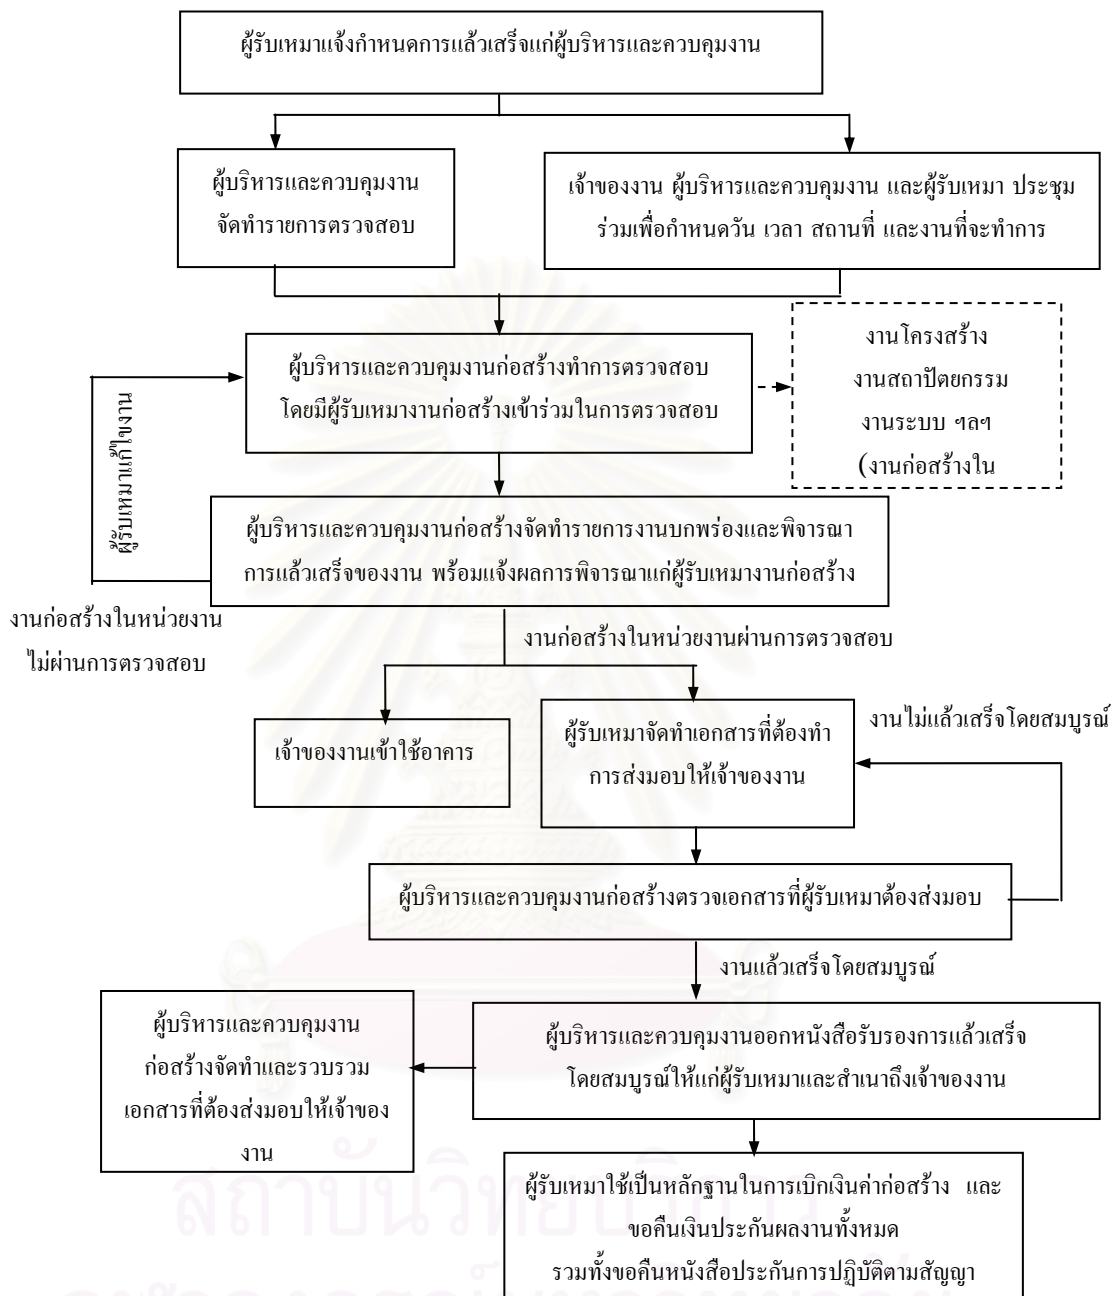 ผู้รับเหมาแจ้งกำหนดการแล้วเสร็จแก่ผู้บริหารและควบคุมงาน
ผู้บริหารและควบคุมงาน
จัดทำรายการตรวจสอบ
เจ้าของงาน ผู้บริหารและควบคุมงาน และผู้รับเหมา ประชุม
ร่วมเพื่อกำหนดวัน เวลา สถานที่ และงานที่จะทำการ
ผู้บริหารและควบคุมงานก่อสร้างทำการตรวจสอบ
โดยมีผู้รับเหมางานก่อสร้างเข้าร่วมในการตรวจสอบ
งานโครงสร้าง
งานสถาปัตยกรรม
งานระบบ ฯลฯ
(งานก่อสร้างใน
ผู้รับเหมาแก้ไขงาน
ผู้บริหารและควบคุมงานก่อสร้างจัดทำรายการงานบกพร่องและพิจารณา
การแล้วเสร็จของงาน พร้อมแจ้งผลการพิจารณาแก่ผู้รับเหมางานก่อสร้าง
งานก่อสร้างในหน่วยงาน
ไม่ผ่านการตรวจสอบ
งานก่อสร้างในหน่วยงานผ่านการตรวจสอบ
เจ้าของงานเข้าใช้อาคาร
ผู้รับเหมาจัดทำเอกสารที่ต้องทำ
การส่งมอบให้เจ้าของงาน
งานไม่แล้วเสร็จโดยสมบูรณ์
ผู้บริหารและควบคุมงานก่อสร้างตรวจเอกสารที่ผู้รับเหมาต้องส่งมอบ
งานแล้วเสร็จโดยสมบูรณ์
ผู้บริหารและควบคุมงาน
ก่อสร้างจัดทำและรวบรวม
เอกสารที่ต้องส่งมอบให้เจ้าของ
งาน
ผู้บริหารและควบคุมงานออกหนังสือรับรองการแล้วเสร็จ
โดยสมบูรณ์ให้แก่ผู้รับเหมาและสำเนาถึงเจ้าของงาน
ผู้รับเหมาใช้เป็นหลักฐานในการเบิกเงินค่าก่อสร้าง และ
ขอคืนเงินประกันผลงานทั้งหมด
รวมทั้งขอคืนหนังสือประกันการปฏิบัติตามสัญญา
สถาบันวิทยบริการ